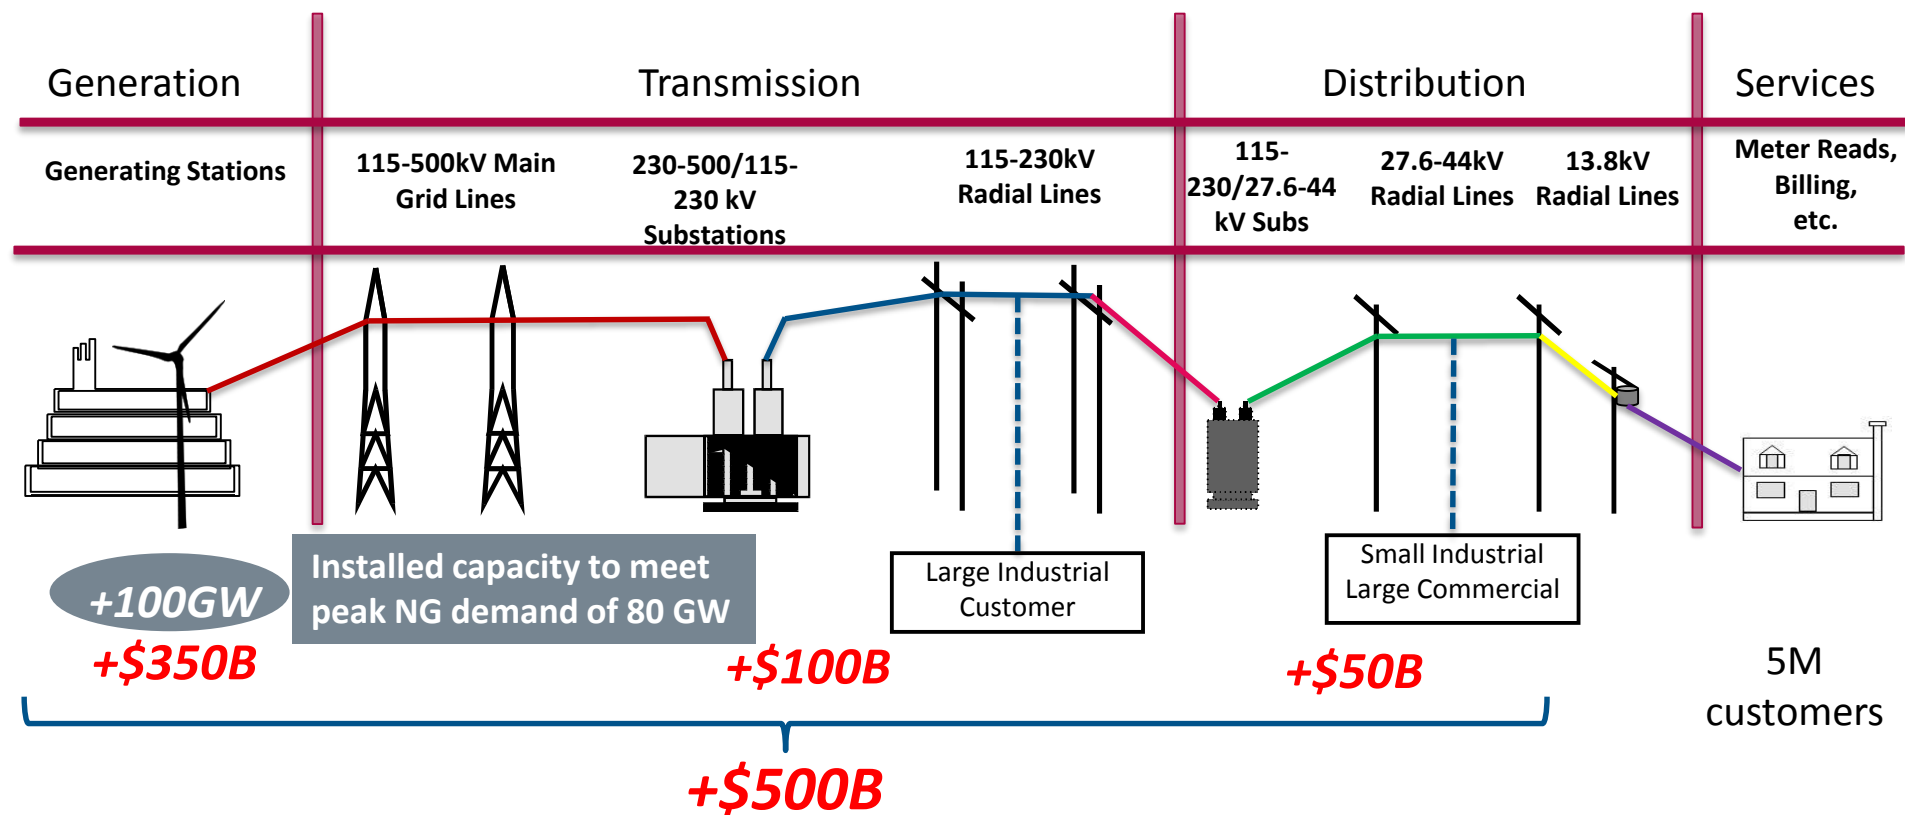 Generation
Transmission
Distribution
Services
Generating Stations
115-500kV Main
Grid Lines
230-500/115-
230 kV
Substations
115-230kV
Radial Lines
115-
230/27.6-44
kV Subs
27.6-44kV
Radial Lines
13.8kV
Radial Lines
Meter Reads,
Billing,
etc.
+100GW
Installed capacity to meet
peak NG demand of 80 GW
Large Industrial
Customer
Small Industrial
Large Commercial
+$350B
+$100B
+$50B
5M
customers
+$500B